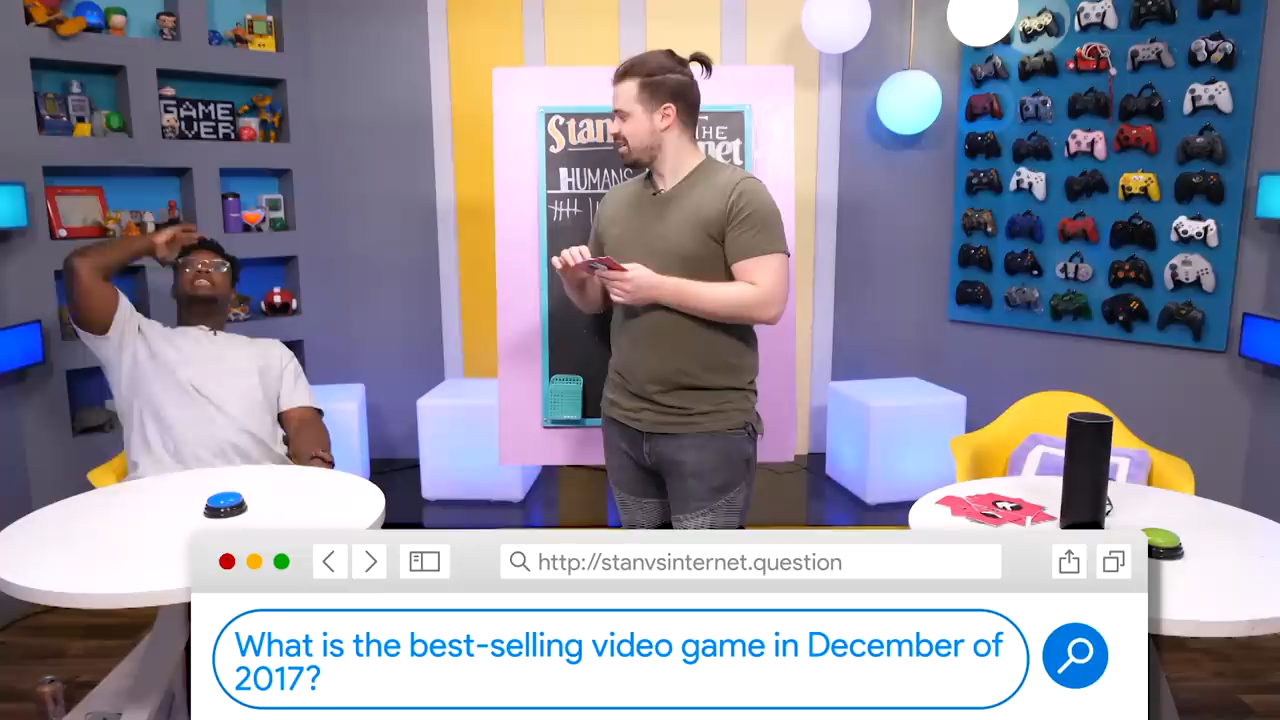 GAME
OVER
Stan
THE
net
HUMANS
http://stanvsinternet.question
What is the best-selling video game in December of
2017?